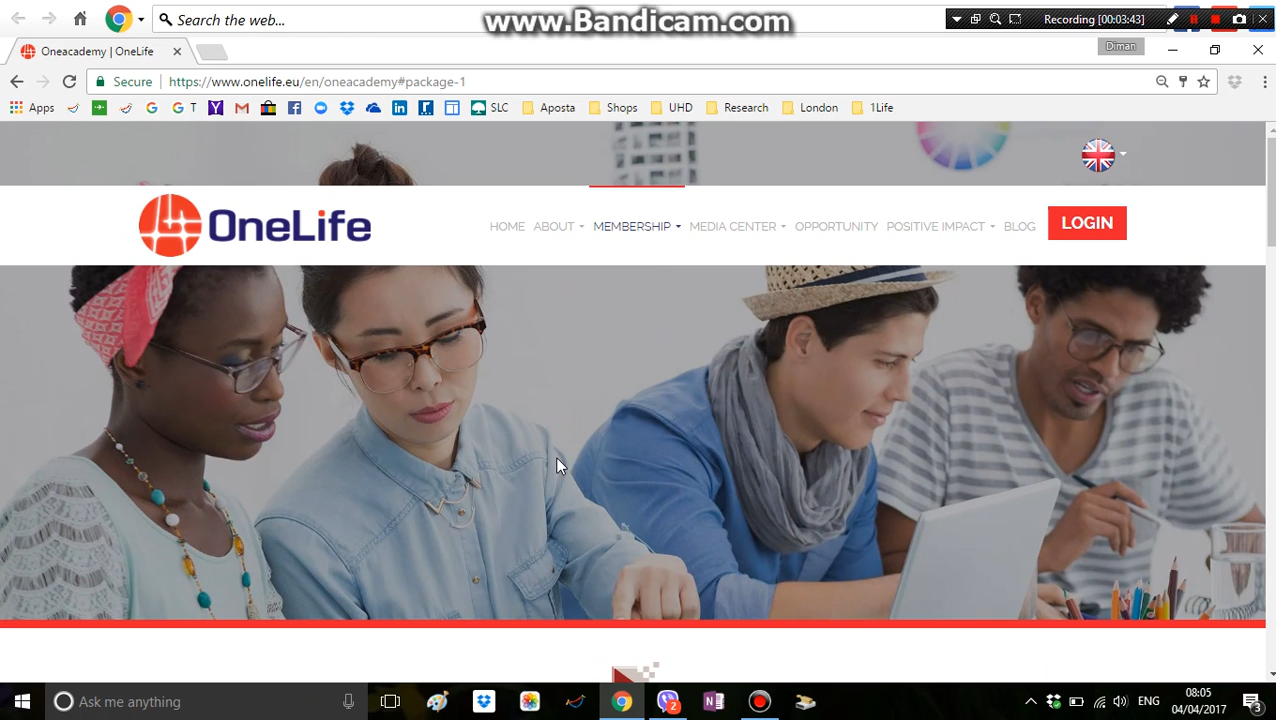 www.Bandicam.com
Search the web...
Recording [00:03:43]
Oneacademy | OneLife
Diman
Secure https://www.onelife.eu/en/oneacademy#package-1
Apps G G T Y SLC Aposta Shops UHD Research London 1Life
OneLife
HOME ABOUT MEMBERSHIP MEDIA CENTER OPPORTUNITY POSITIVE IMPACT BLOG LOGIN
Ask me anything
2
N
ENG
08:05
04/04/2017
3